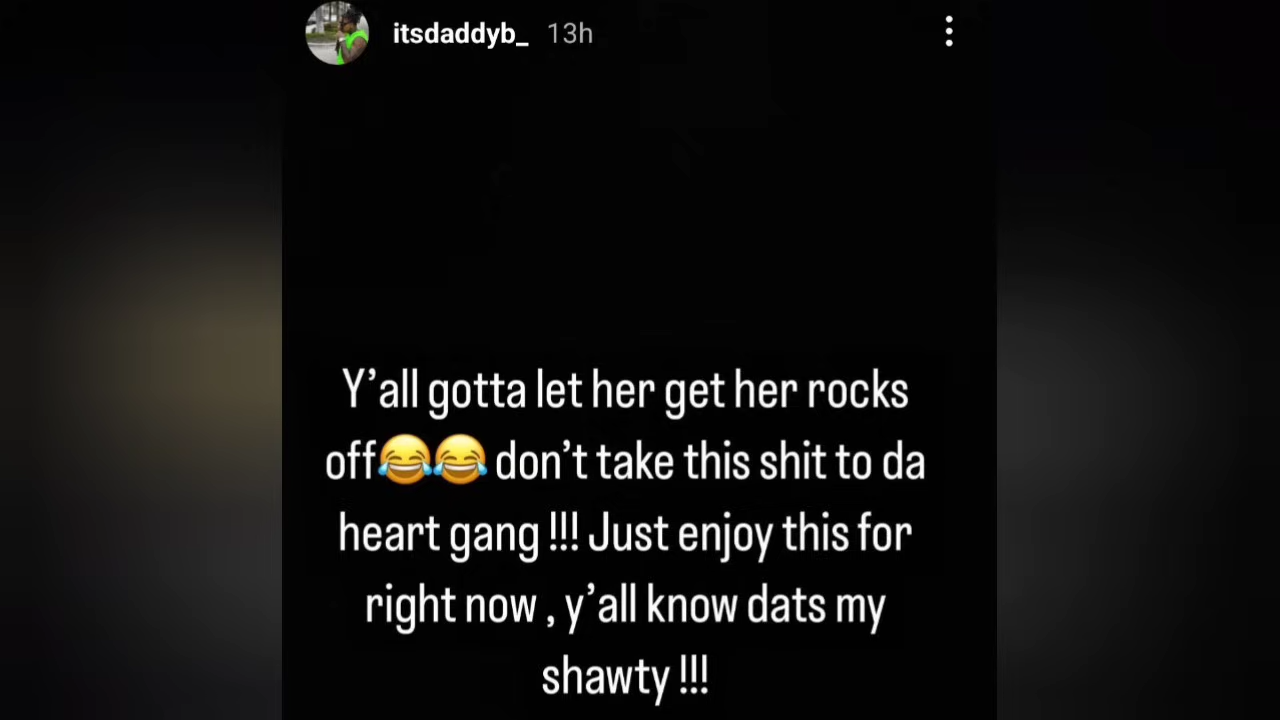 itsdaddyb_ 13h
Y’all gotta let her get her rocks
off😂😂 don’t take this shit to da
heart gang !!! Just enjoy this for
right now , y’all know dats my
shawty !!!